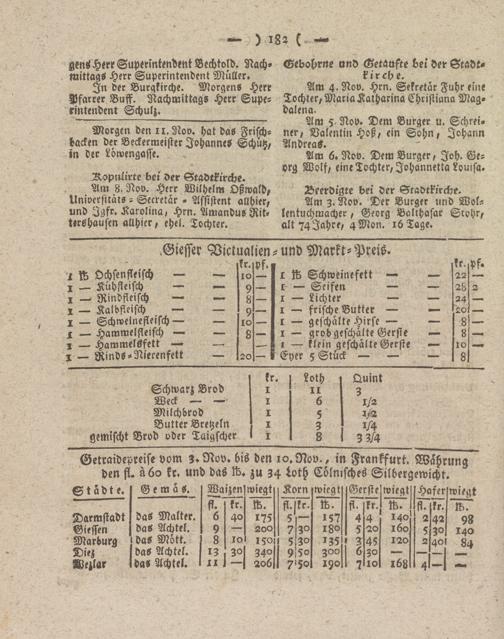 — ) 182 ( —
gens Herr Superintendent Bechtold. Nach-
mittags Herr Superintendent Müller.
In der Burgkirche. Morgens Herr
Pfarrer Buff. Nachmittags Herr Supe-
rintendent Schulz.
Morgen den 11. Nov. hat das Frisch-
backen der Beckermeister Johannes Schütz,
in der Löwengasse.
Kopulirte bei der Stadtkirche.
Am 8. Nov. Herr Wilhelm Oßwald,
Universitäts-Secretär-Assistent allhier,
und Jgfr. Karolina, Hrn. Amandus Rit-
tershausen allhier, ehel. Tochter.
Gebohrne und Getaufte bei der Stadt-
kirche.
Am 4. Nov. Hrn. Sekretär Fuhr eine
Tochter, Maria Katharina Christiana Mag-
dalena.
Am 5. Nov. Dem Burger u. Schrei-
ner, Valentin Hoß, ein Sohn, Johann
Andreas.
Am 6. Nov. Dem Burger, Joh. Ge-
org Wolf, eine Tochter, Johannetta Louisa.
Beerdigte bei der Stadtkirche.
Am 3. Nov. Der Burger und Wol-
lentuchmacher, Georg Balthasar Stohr,
alt 74 Jahre, 4 Mon. 16 Tage.
Giesser Victualien- und Markt-Preis.
kr. pf.
1 ℔ Ochsenfleisch — — 10 —
1 — Kühfleisch — — 9 —
1 — Rindfleisch — — 8 —
1 — Kalbfleisch — — 9 —
1 — Schweinefleisch — 10 —
1 — Hammelfleisch — 8 —
1 — Hammelsfett — — — —
1 — Rinds-Nierenfett — 20 —
kr. pf.
1 ℔ Schweinefett — 22 —
1 — Seifen — — 28 2
1 — Lichter — — 24 —
1 — frische Butter — 20 —
1 — geschälte Hirse — 8
1 — grob geschälte Gerste — 8
1 — klein geschälte Gerste — 10 —
Eyer 5 Stück — — 8
kr. Loth Quint
Schwarz Brod 1 11 3
Weck — — 1 6 1/2
Milchbrod 1 5 1/2
Butter Bretzeln 1 3 1/4
gemischt Brod oder Taigscher 1 8 3 3/4
Getraidepreise vom 3. Nov. bis den 10. Nov., in Frankfurt. Währung
den fl. à 60 kr. und das ℔. zu 34 Loth Cölnisches Silbergewicht.
Städte. Gemäs. Waizen wiegt Korn wiegt Gerste wiegt Hafer wiegt
fl. kr. ℔. fl. kr. ℔. fl. kr. ℔. fl. kr. ℔.
Darmstadt das Malter. 6 40 175 5 — 157 4 4 140 2 42 98
Giessen das Achtel. 9 — 200 7 30 180 5 20 160 5 30 140
Marburg das Mött. 8 10 150 5 30 135 3 45 120 2 40 84
Diez das Achtel. 13 30 340 9 50 300 6 30 — — — —
Wezlar das Achtel. 11 — 206 7 50 190 7 10 168 4 — —